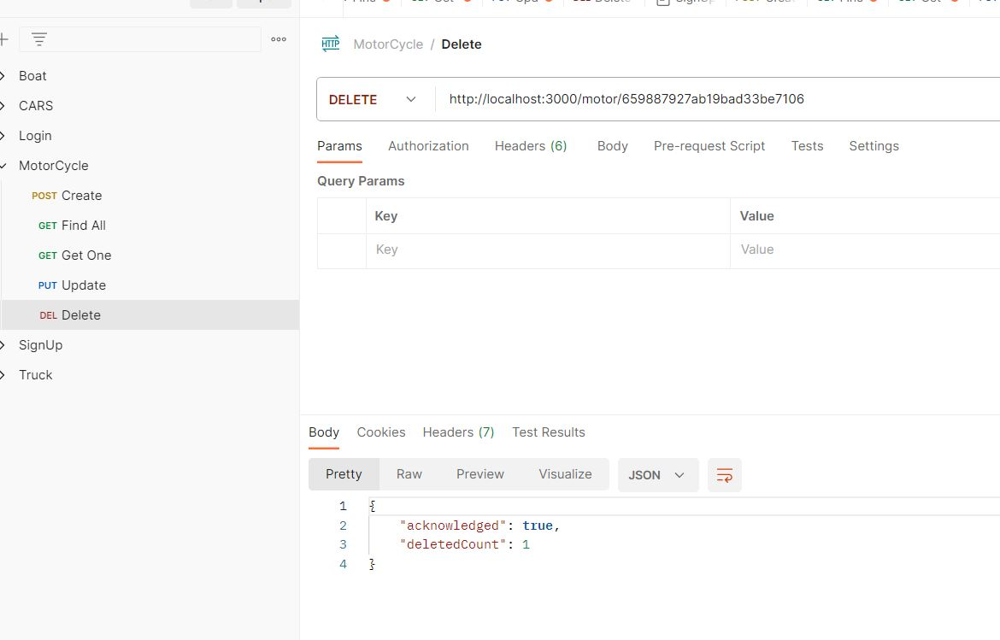 Boat
CARS
Login
MotorCycle
POST Create
GET Find All
GET Get One
PUT Update
DEL Delete
SignUp
Truck
HTTP MotorCycle / Delete
DELETE http://localhost:3000/motor/659887927ab19bad33be7106
Params Authorization Headers (6) Body Pre-request Script Tests Settings
Query Params
Key Value
Key Value
Body Cookies Headers (7) Test Results
Pretty Raw Preview Visualize JSON
1 {
2 "acknowledged": true,
3 "deletedCount": 1
4 }